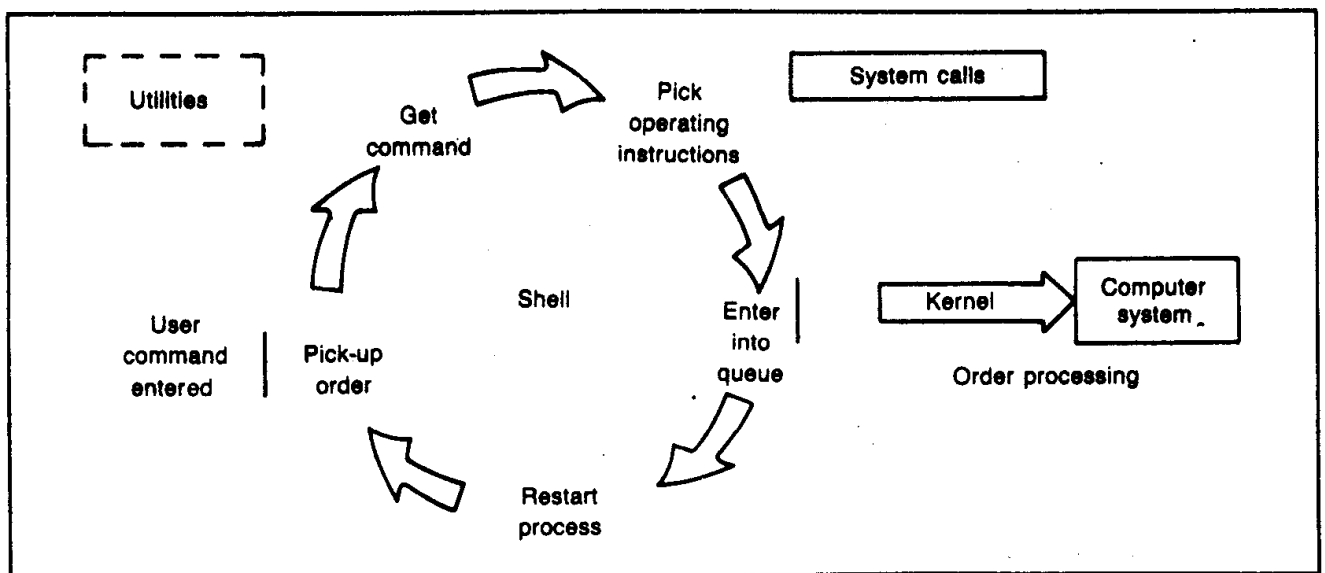 Utilities
System calls
Get
command
Pick
operating
instructions
Shell
User
command
entered
Pick-up
order
Enter
into
queue
Kernel
Computer
system
Order processing
Restart
process